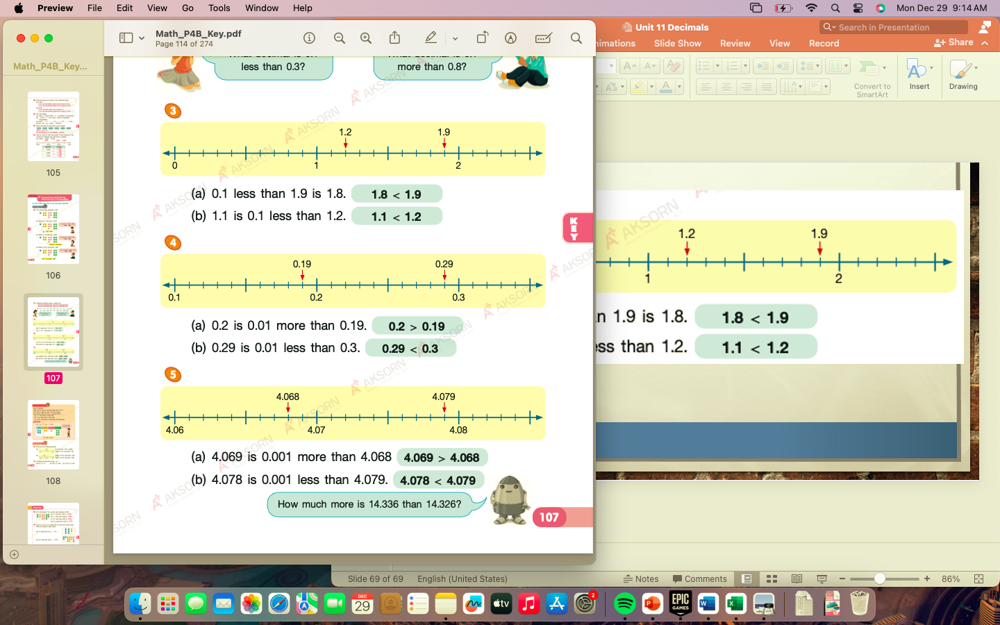 Preview File Edit View Go Tools Window Help
Mon Dec 29 9:14 AM
Math_P4B_Key.pdf
Page 114 of 274
Math_P4B_Key...
105
106
107
108
less than 0.3?
more than 0.8?
3
1.2 1.9
0 1 2
(a) 0.1 less than 1.9 is 1.8. 1.8 < 1.9
(b) 1.1 is 0.1 less than 1.2. 1.1 < 1.2
KEY
4
0.19 0.29
0.1 0.2 0.3
(a) 0.2 is 0.01 more than 0.19. 0.2 > 0.19
(b) 0.29 is 0.01 less than 0.3. 0.29 < 0.3
5
4.068 4.079
4.06 4.07 4.08
(a) 4.069 is 0.001 more than 4.068 4.069 > 4.068
(b) 4.078 is 0.001 less than 4.079. 4.078 < 4.079
How much more is 14.336 than 14.326?
107
AKSORN
Unit 11 Decimals
Search in Presentation
nimations Slide Show Review View Record
Share
Convert to
SmartArt
Insert
Drawing
AKSORN
1.2 1.9
1 2
n 1.9 is 1.8. 1.8 < 1.9
ess than 1.2. 1.1 < 1.2
Slide 69 of 69 English (United States) Notes Comments 86%
DEC
29
tv
2
EPIC
GAMES